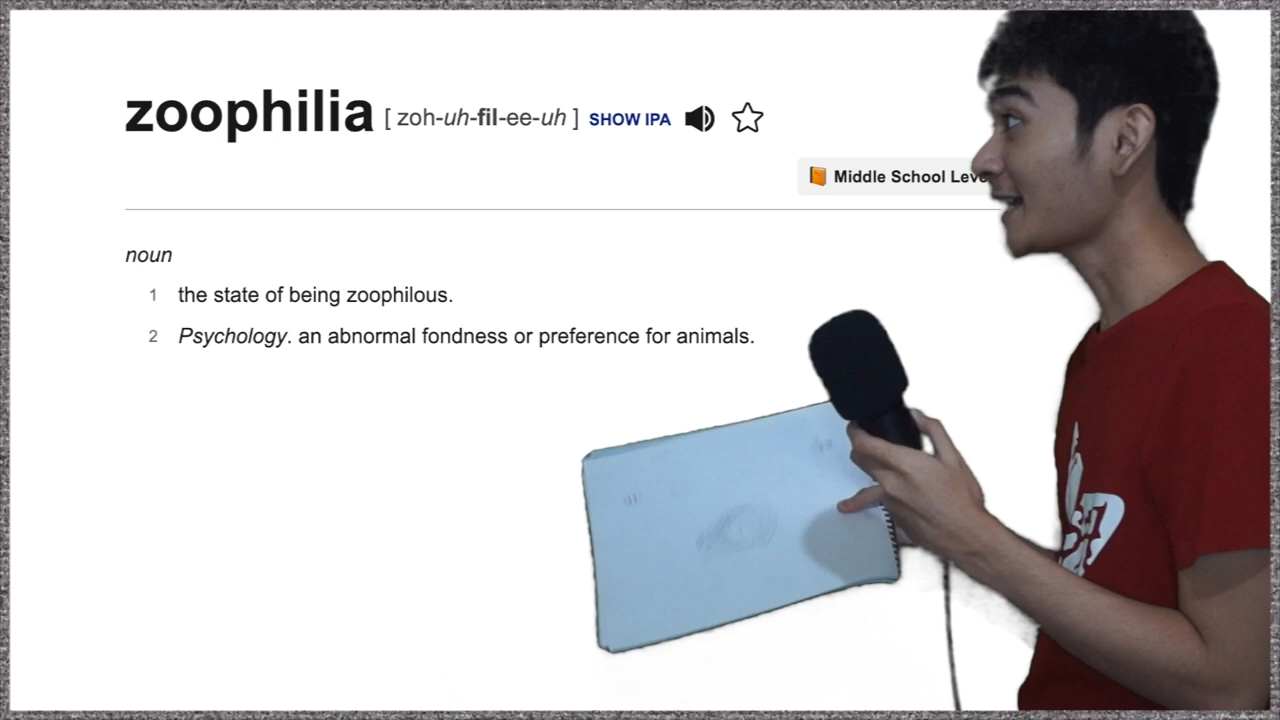 zoophilia [ zoh-uh-fil-ee-uh ] SHOW IPA
Middle School Leve
noun
1 the state of being zoophilous.
2 Psychology. an abnormal fondness or preference for animals.